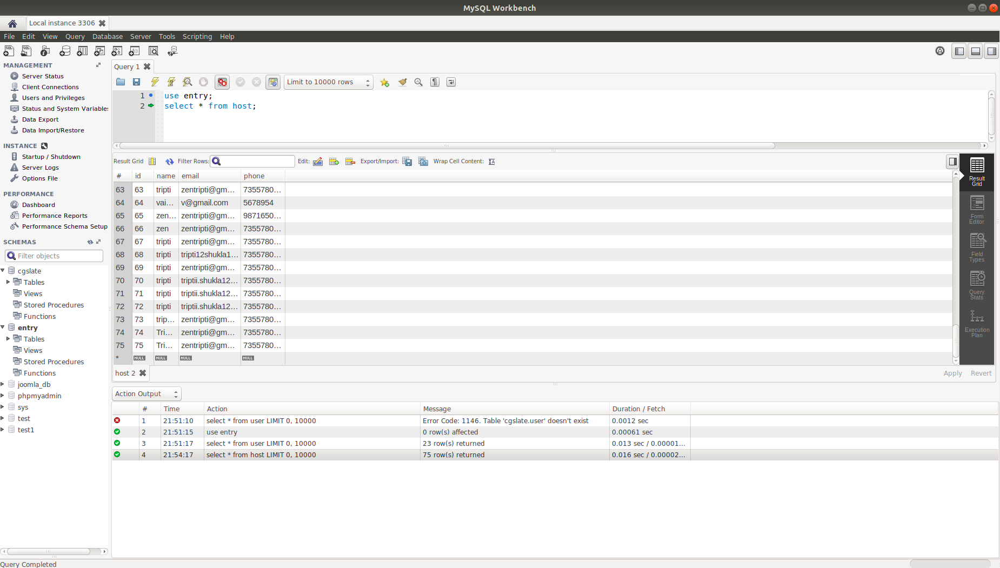 MySQL Workbench
Local instance 3306
File Edit View Query Database Server Tools Scripting Help
MANAGEMENT
Server Status
Client Connections
Users and Privileges
Status and System Variables
Data Export
Data Import/Restore
INSTANCE
Startup / Shutdown
Server Logs
Options File
PERFORMANCE
Dashboard
Performance Reports
Performance Schema Setup
SCHEMAS
Filter objects
cgslate
Tables
Views
Stored Procedures
Functions
entry
Tables
Views
Stored Procedures
Functions
joomla_db
phpmyadmin
sys
test
test1
Query 1
Limit to 10000 rows
1 use entry;
2 select * from host;
Result Grid Filter Rows: Edit: Export/Import: Wrap Cell Content:
# id name email phone
63 63 tripti zentripti@gm... 7355780...
64 64 vai... v@gmail.com 5678954
65 65 zen... zentripti@gm... 9871650...
66 66 zen zentripti@gm... 7355780...
67 67 tripti zentripti@gm... 7355780...
68 68 tripti tripti12shukla1... 7355780...
69 69 tripti zentripti@gm... 7355780...
70 70 tripti triptii.shukla12... 7355780...
71 71 tripti triptii.shukla12... 7355780...
72 72 tripti triptii.shukla12... 7355780...
73 73 trip... zentripti@gm... 7355780...
74 74 Tri... zentripti@gm... 7355780...
75 75 Tri... zentripti@gm... 7355780...
* NULL NULL NULL NULL
Result
Grid
Form
Editor
Field
Types
Query
Stats
Execution
Plan
host 2
Apply Revert
Action Output
# Time Action Message Duration / Fetch
1 21:51:10 select * from user LIMIT 0, 10000 Error Code: 1146. Table 'cgslate.user' doesn't exist 0.0012 sec
2 21:51:15 use entry 0 row(s) affected 0.00061 sec
3 21:51:17 select * from user LIMIT 0, 10000 23 row(s) returned 0.013 sec / 0.00001...
4 21:54:17 select * from host LIMIT 0, 10000 75 row(s) returned 0.016 sec / 0.00002...
Query Completed